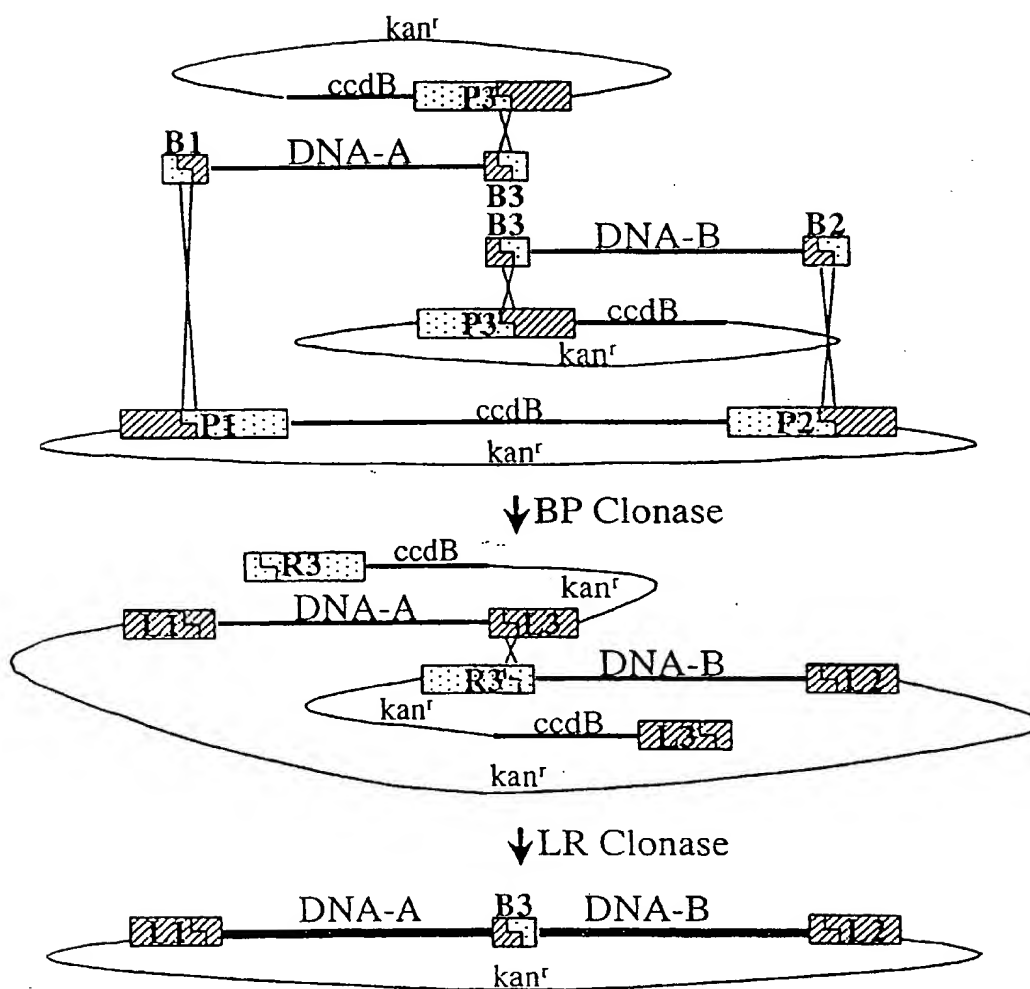 kanʳ
ccdB
P3
B1
DNA-A
B3
B3
DNA-B
B2
P3
ccdB
kanʳ
P1
ccdB
P2
kanʳ
BP Clonase
R3
ccdB
kanʳ
L1
DNA-A
L3
R3
DNA-B
L2
kanʳ
ccdB
L3
kanʳ
LR Clonase
L1
DNA-A
B3
DNA-B
L2
kanʳ